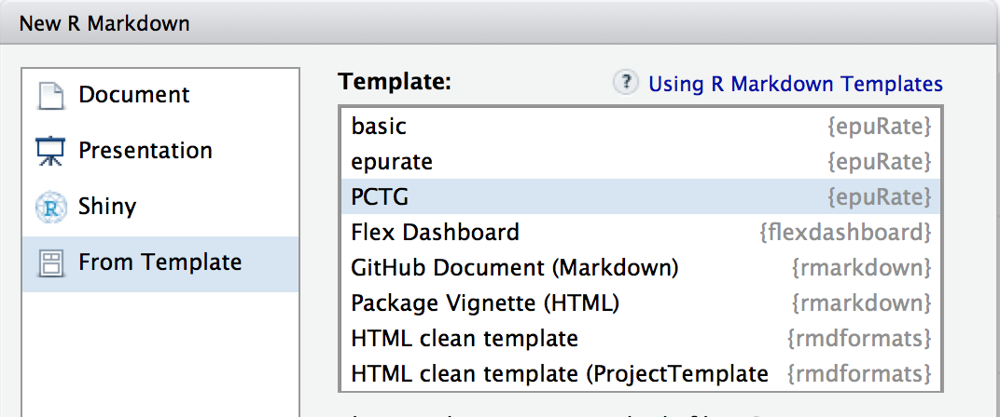 New R Markdown
Document
Presentation
Shiny
From Template
Template:
? Using R Markdown Templates
basic {epuRate}
epurate {epuRate}
PCTG {epuRate}
Flex Dashboard {flexdashboard}
GitHub Document (Markdown) {rmarkdown}
Package Vignette (HTML) {rmarkdown}
HTML clean template {rmdformats}
HTML clean template (ProjectTemplate {rmdformats}